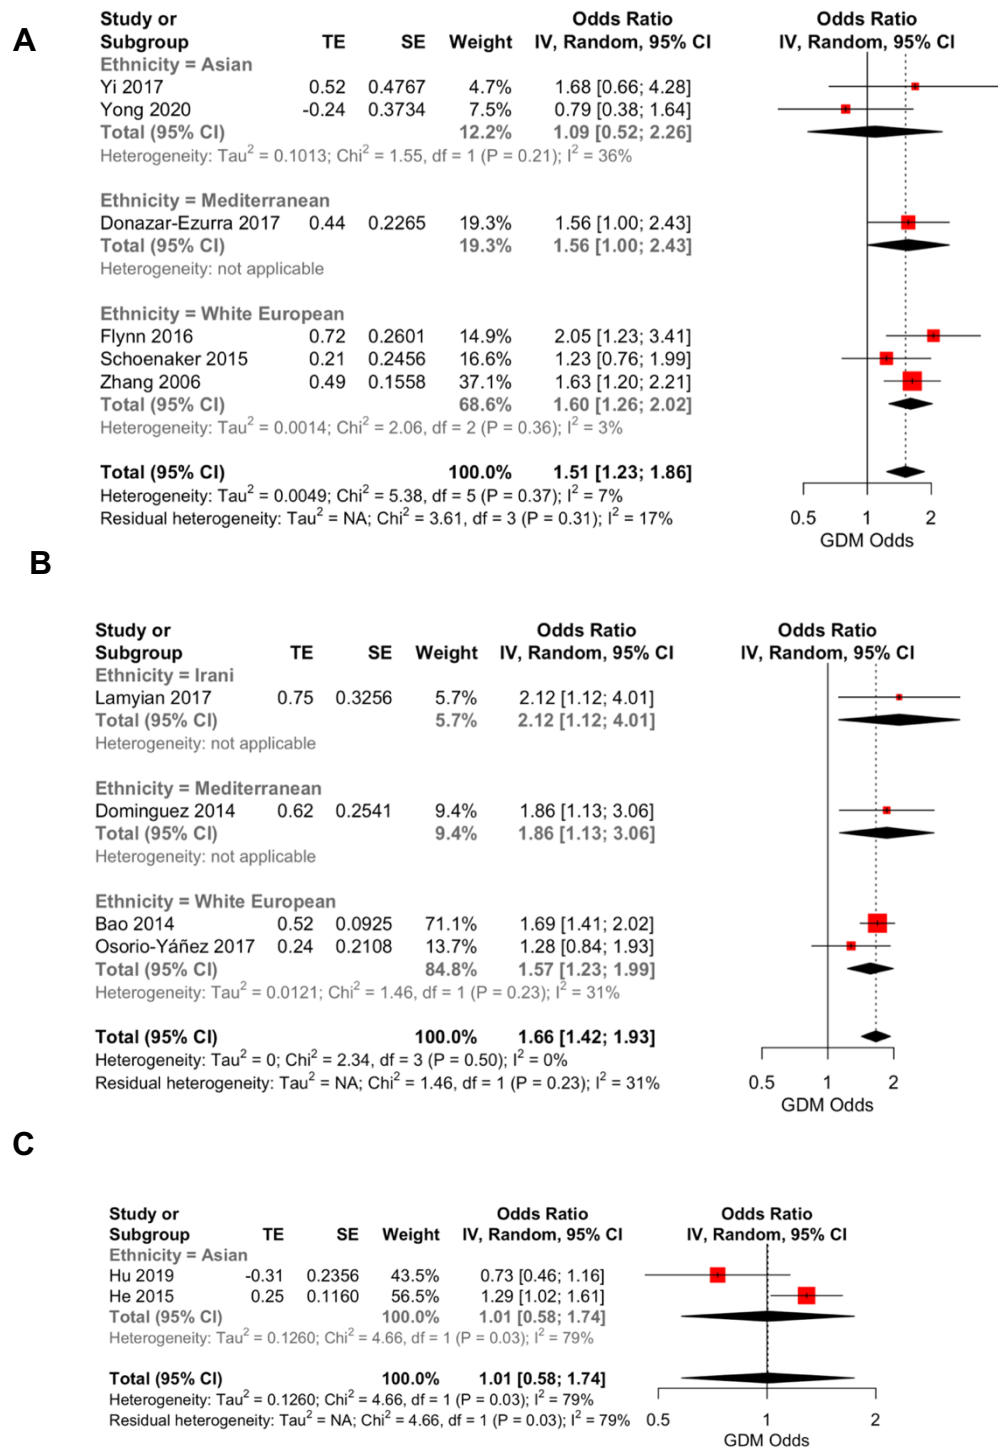 A
Study or Odds Ratio Odds Ratio
Subgroup TE SE Weight IV, Random, 95% CI IV, Random, 95% CI
Ethnicity = Asian
Yi 2017 0.52 0.4767 4.7% 1.68 [0.66; 4.28]
Yong 2020 -0.24 0.3734 7.5% 0.79 [0.38; 1.64]
Total (95% CI) 12.2% 1.09 [0.52; 2.26]
Heterogeneity: Tau² = 0.1013; Chi² = 1.55, df = 1 (P = 0.21); I² = 36%
Ethnicity = Mediterranean
Donazar-Ezurra 2017 0.44 0.2265 19.3% 1.56 [1.00; 2.43]
Total (95% CI) 19.3% 1.56 [1.00; 2.43]
Heterogeneity: not applicable
Ethnicity = White European
Flynn 2016 0.72 0.2601 14.9% 2.05 [1.23; 3.41]
Schoenaker 2015 0.21 0.2456 16.6% 1.23 [0.76; 1.99]
Zhang 2006 0.49 0.1558 37.1% 1.63 [1.20; 2.21]
Total (95% CI) 68.6% 1.60 [1.26; 2.02]
Heterogeneity: Tau² = 0.0014; Chi² = 2.06, df = 2 (P = 0.36); I² = 3%
Total (95% CI) 100.0% 1.51 [1.23; 1.86]
Heterogeneity: Tau² = 0.0049; Chi² = 5.38, df = 5 (P = 0.37); I² = 7%
Residual heterogeneity: Tau² = NA; Chi² = 3.61, df = 3 (P = 0.31); I² = 17%
0.5 1 2
GDM Odds
B
Study or Odds Ratio Odds Ratio
Subgroup TE SE Weight IV, Random, 95% CI IV, Random, 95% CI
Ethnicity = Irani
Lamyian 2017 0.75 0.3256 5.7% 2.12 [1.12; 4.01]
Total (95% CI) 5.7% 2.12 [1.12; 4.01]
Heterogeneity: not applicable
Ethnicity = Mediterranean
Dominguez 2014 0.62 0.2541 9.4% 1.86 [1.13; 3.06]
Total (95% CI) 9.4% 1.86 [1.13; 3.06]
Heterogeneity: not applicable
Ethnicity = White European
Bao 2014 0.52 0.0925 71.1% 1.69 [1.41; 2.02]
Osorio-Yáñez 2017 0.24 0.2108 13.7% 1.28 [0.84; 1.93]
Total (95% CI) 84.8% 1.57 [1.23; 1.99]
Heterogeneity: Tau² = 0.0121; Chi² = 1.46, df = 1 (P = 0.23); I² = 31%
Total (95% CI) 100.0% 1.66 [1.42; 1.93]
Heterogeneity: Tau² = 0; Chi² = 2.34, df = 3 (P = 0.50); I² = 0%
Residual heterogeneity: Tau² = NA; Chi² = 1.46, df = 1 (P = 0.23); I² = 31%
0.5 1 2
GDM Odds
C
Study or Odds Ratio Odds Ratio
Subgroup TE SE Weight IV, Random, 95% CI IV, Random, 95% CI
Ethnicity = Asian
Hu 2019 -0.31 0.2356 43.5% 0.73 [0.46; 1.16]
He 2015 0.25 0.1160 56.5% 1.29 [1.02; 1.61]
Total (95% CI) 100.0% 1.01 [0.58; 1.74]
Heterogeneity: Tau² = 0.1260; Chi² = 4.66, df = 1 (P = 0.03); I² = 79%
Total (95% CI) 100.0% 1.01 [0.58; 1.74]
Heterogeneity: Tau² = 0.1260; Chi² = 4.66, df = 1 (P = 0.03); I² = 79%
Residual heterogeneity: Tau² = NA; Chi² = 4.66, df = 1 (P = 0.03); I² = 79%
0.5 1 2
GDM Odds